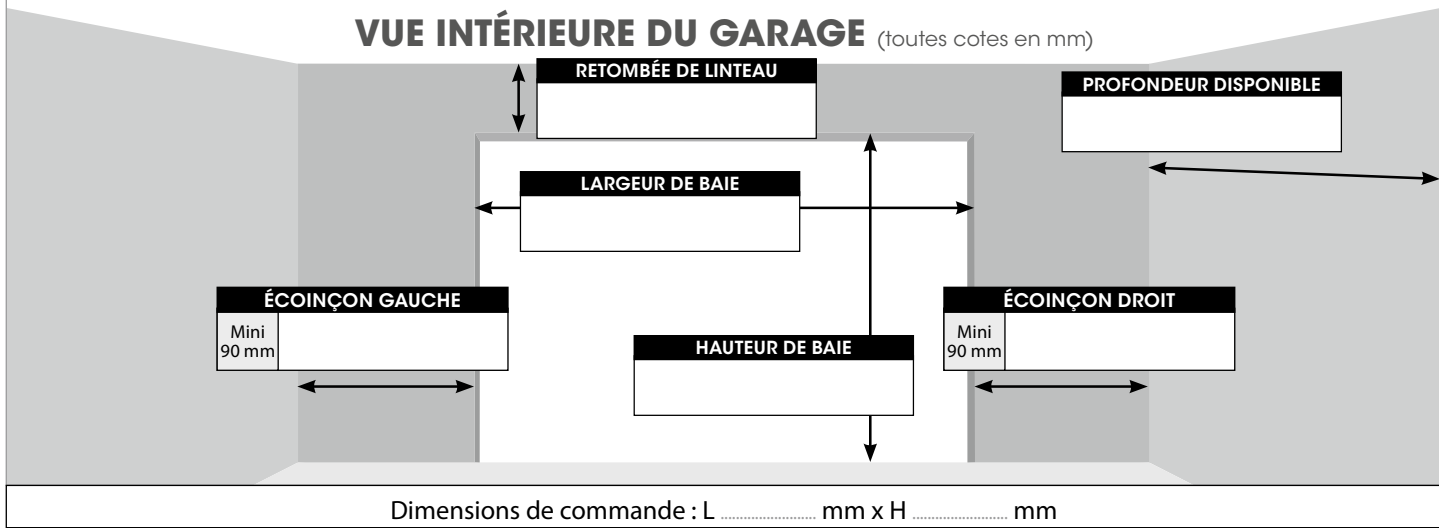 VUE INTÉRIEURE DU GARAGE (toutes cotes en mm)
RETOMBÉE DE LINTEAU
PROFONDEUR DISPONIBLE
LARGEUR DE BAIE
ÉCOINÇON GAUCHE
Mini
90 mm
ÉCOINÇON DROIT
Mini
90 mm
HAUTEUR DE BAIE
Dimensions de commande : L ........................ mm x H ........................ mm